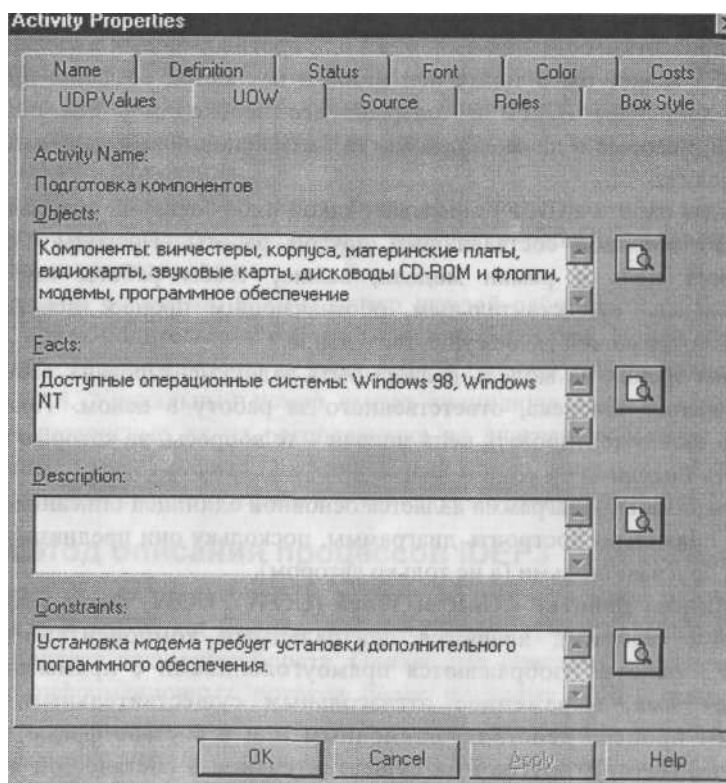 Activity Properties
Name Definition Status Font Color Costs
UDP Values UOW Source Roles Box Style
Activity Name:
Подготовка компонентов
Objects:
Компоненты: винчестеры, корпуса, материнские платы,
видиокарты, звуковые карты, дисководы CD-ROM и флоппи,
модемы, программное обеспечение
Facts:
Доступные операционные системы: Windows 98, Windows
NT
Description:
Constraints:
Установка модема требует установки дополнительного
пограммного обеспечения.
OK Cancel Apply Help